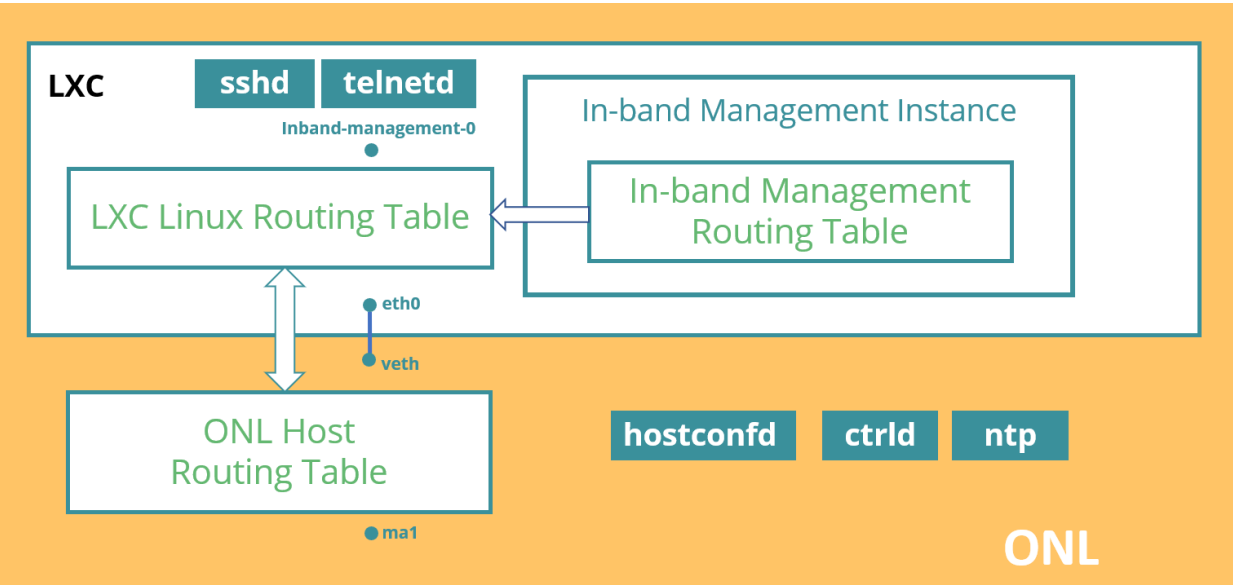 LXC
sshd
telnetd
Inband-management-0
In-band Management Instance
LXC Linux Routing Table
In-band Management
Routing Table
eth0
veth
ONL Host
Routing Table
hostconfd
ctrld
ntp
ma1
ONL